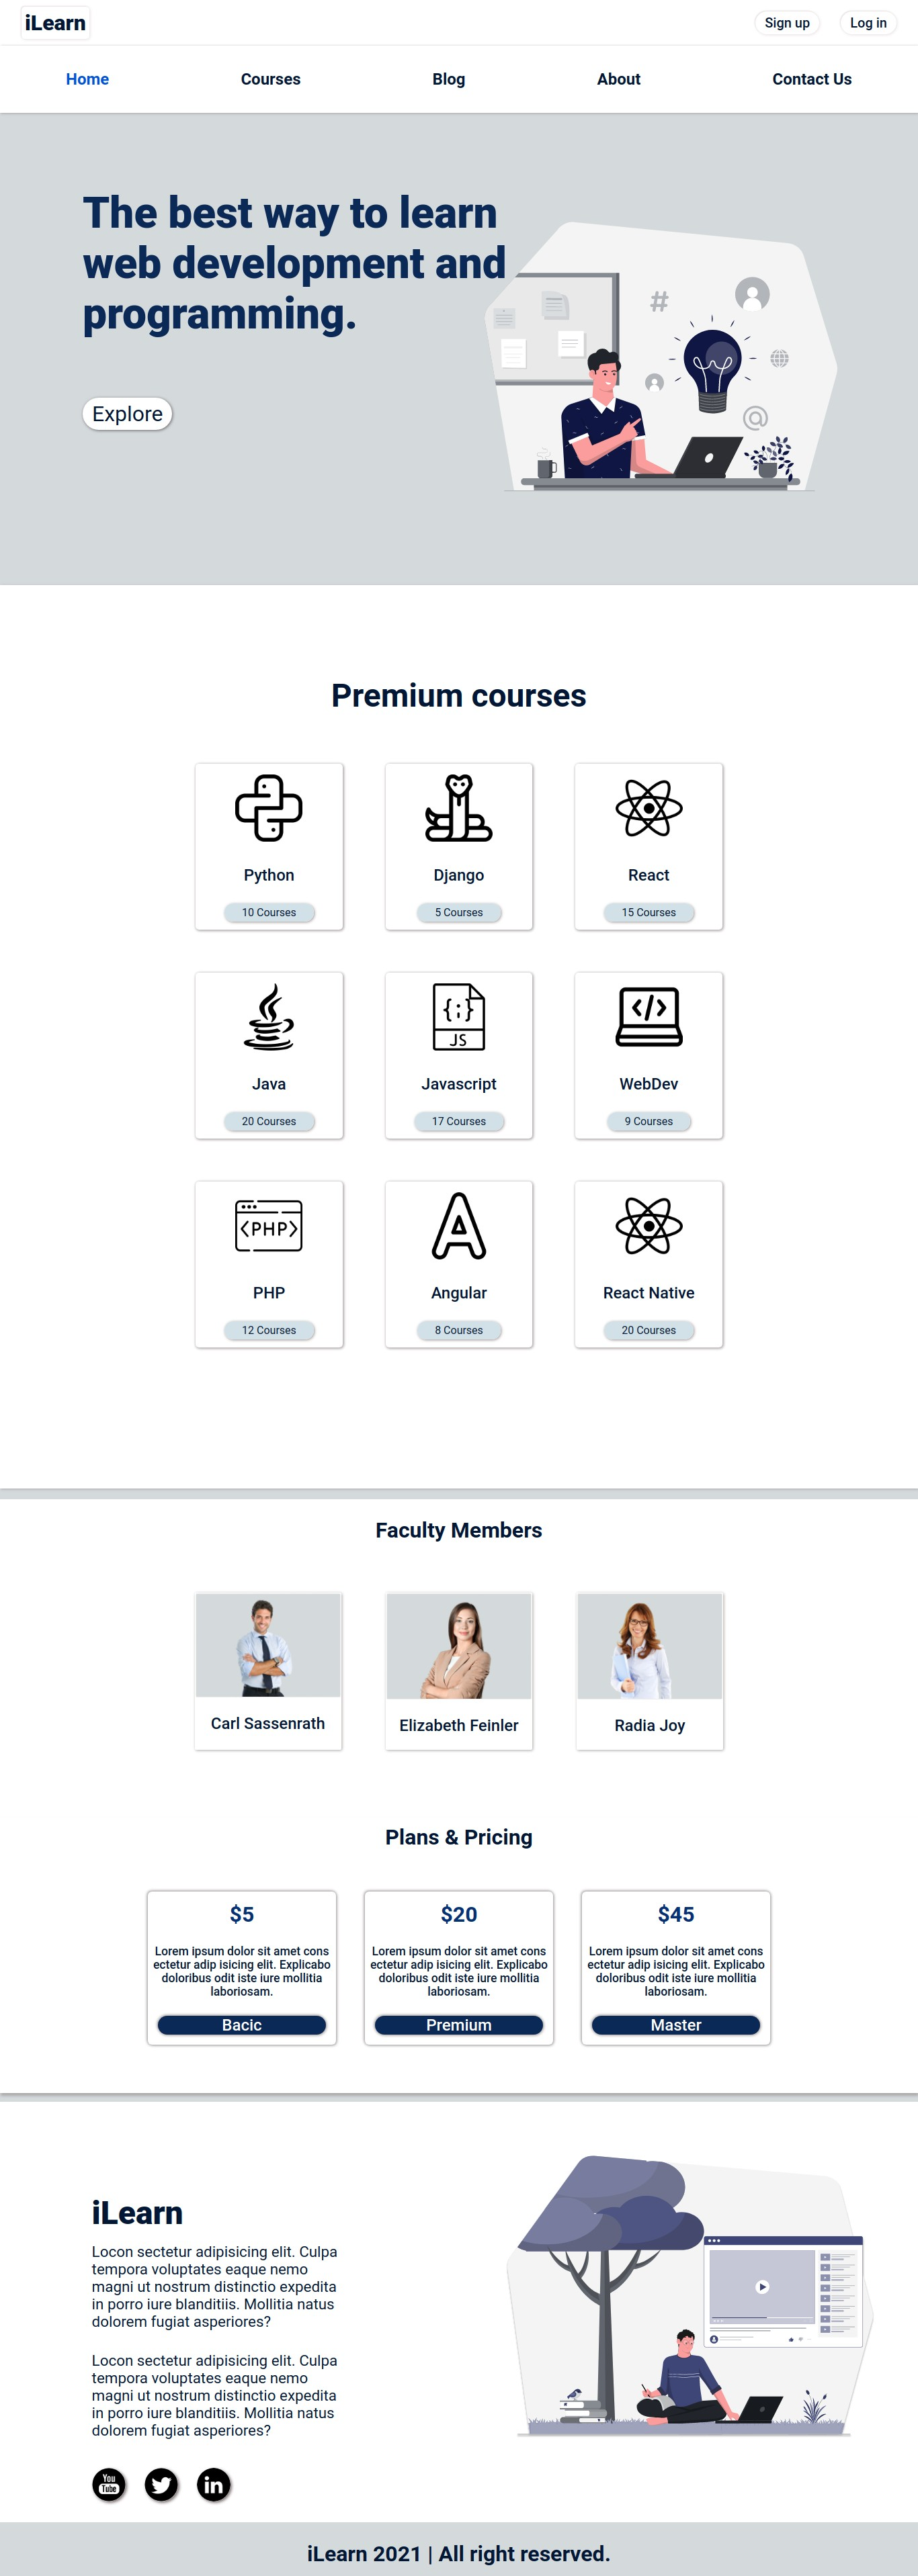 iLearn
Sign up
Log in
Home
Courses
Blog
About
Contact Us
The best way to learn
web development and
programming.
#
@
Explore
Premium courses
Python
Django
React
10 Courses
5 Courses
15 Courses
{;}
JS
</>
Java
Javascript
WebDev
20 Courses
17 Courses
9 Courses
<PHP>
PHP
Angular
React Native
12 Courses
8 Courses
20 Courses
Faculty Members
Carl Sassenrath
Elizabeth Feinler
Radia Joy
Plans & Pricing
$5
Lorem ipsum dolor sit amet cons
ectetur adip isicing elit. Explicabo
doloribus odit iste iure mollitia
laboriosam.
Bacic
$20
Lorem ipsum dolor sit amet cons
ectetur adip isicing elit. Explicabo
doloribus odit iste iure mollitia
laboriosam.
Premium
$45
Lorem ipsum dolor sit amet cons
ectetur adip isicing elit. Explicabo
doloribus odit iste iure mollitia
laboriosam.
Master
iLearn
Locon sectetur adipisicing elit. Culpa
tempora voluptates eaque nemo
magni ut nostrum distinctio expedita
in porro iure blanditiis. Mollitia natus
dolorem fugiat asperiores?
Locon sectetur adipisicing elit. Culpa
tempora voluptates eaque nemo
magni ut nostrum distinctio expedita
in porro iure blanditiis. Mollitia natus
dolorem fugiat asperiores?
You
Tube
in
iLearn 2021 | All right reserved.